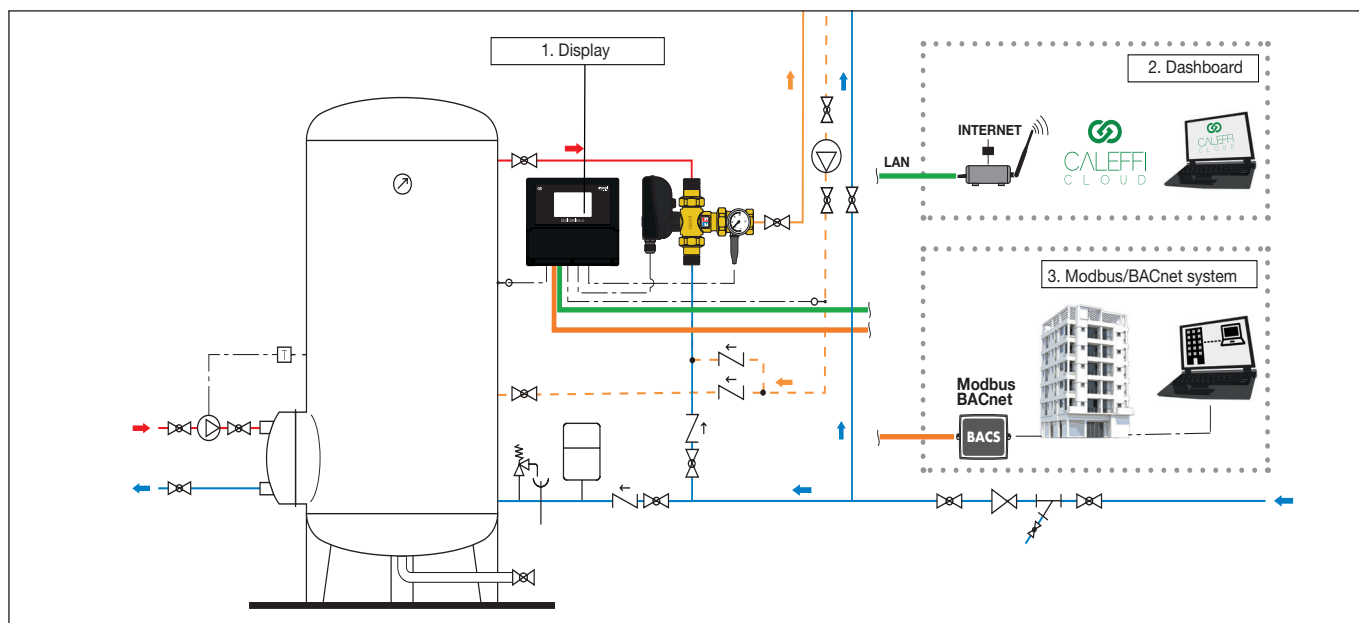 1. Display
2. Dashboard
INTERNET
LAN
CALEFFI
CLOUD
CALEFFI
CLOUD
3. Modbus/BACnet system
Modbus
BACnet
BACS
T